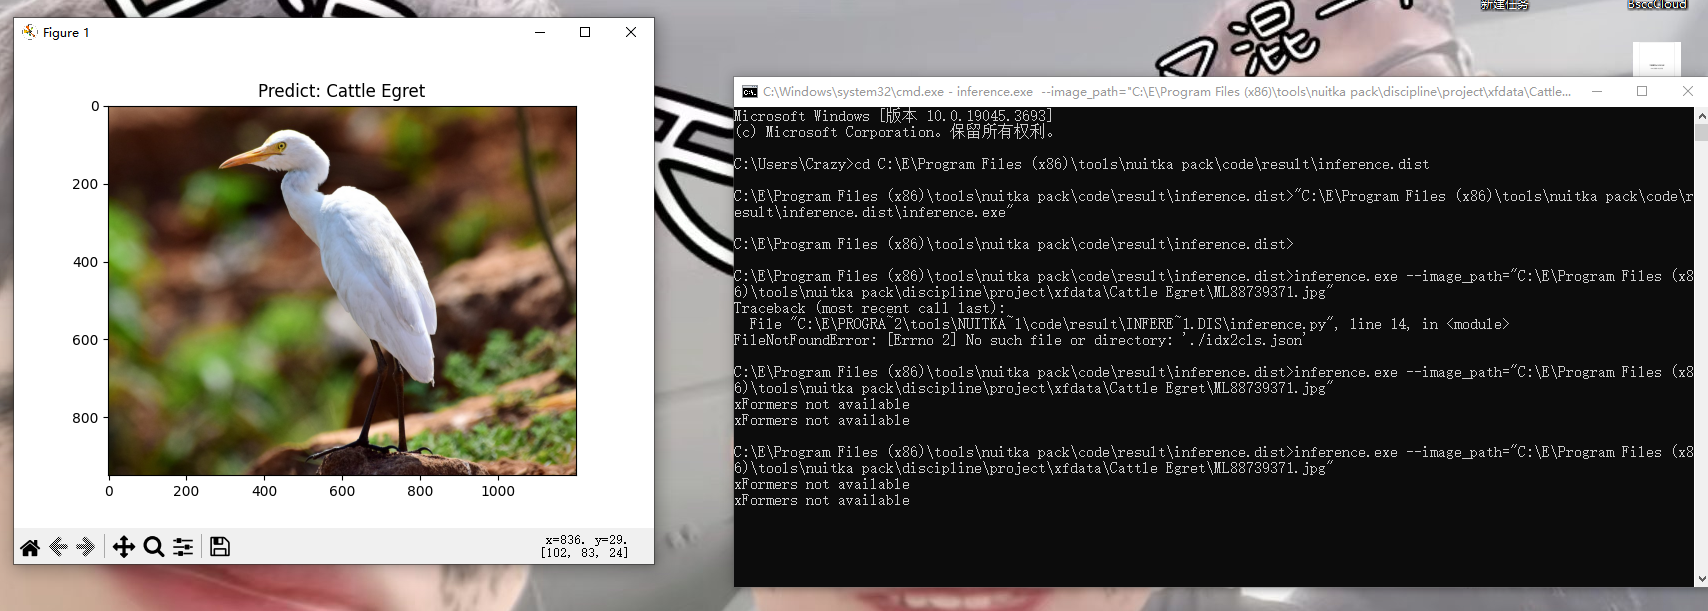 新建任务
BsccCloud
又混一
Figure 1
Predict: Cattle Egret
0
200
400
600
800
0
200
400
600
800
1000
x=836. y=29.
[102, 83, 24]
C:\Windows\system32\cmd.exe - inference.exe  --image_path="C:\E\Program Files (x86)\tools\nuitka pack\discipline\project\xfdata\Cattle...
Microsoft Windows [版本 10.0.19045.3693]
(c) Microsoft Corporation。保留所有权利。
C:\Users\Crazy>cd C:\E\Program Files (x86)\tools\nuitka pack\code\result\inference.dist
C:\E\Program Files (x86)\tools\nuitka pack\code\result\inference.dist>"C:\E\Program Files (x86)\tools\nuitka pack\code\r
esult\inference.dist\inference.exe"
C:\E\Program Files (x86)\tools\nuitka pack\code\result\inference.dist>
C:\E\Program Files (x86)\tools\nuitka pack\code\result\inference.dist>inference.exe --image_path="C:\E\Program Files (x8
6)\tools\nuitka pack\discipline\project\xfdata\Cattle Egret\ML88739371.jpg"
Traceback (most recent call last):
  File "C:\E\PROGRA~2\tools\NUITKA~1\code\result\INFERE~1.DIS\inference.py", line 14, in <module>
FileNotFoundError: [Errno 2] No such file or directory: './idx2cls.json'
C:\E\Program Files (x86)\tools\nuitka pack\code\result\inference.dist>inference.exe --image_path="C:\E\Program Files (x8
6)\tools\nuitka pack\discipline\project\xfdata\Cattle Egret\ML88739371.jpg"
xFormers not available
xFormers not available
C:\E\Program Files (x86)\tools\nuitka pack\code\result\inference.dist>inference.exe --image_path="C:\E\Program Files (x8
6)\tools\nuitka pack\discipline\project\xfdata\Cattle Egret\ML88739371.jpg"
xFormers not available
xFormers not available